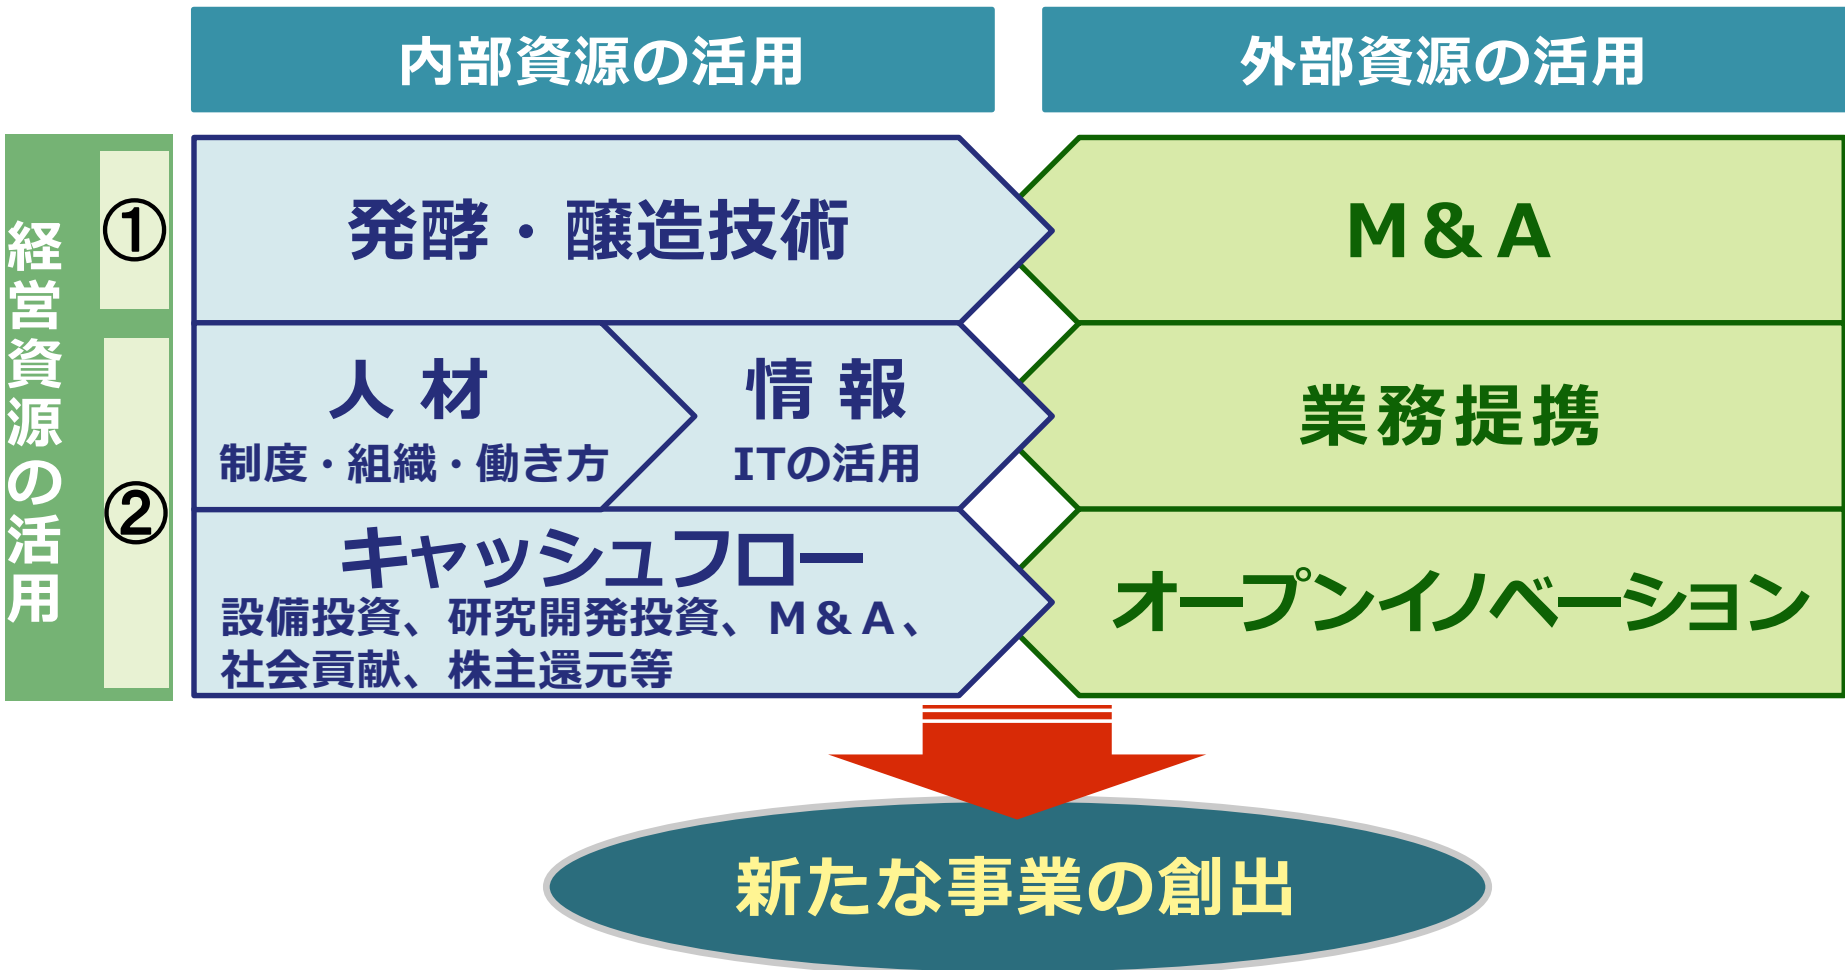 内部資源の活用
外部資源の活用
経営資源の活用
①
発酵・醸造技術
M&A
②
人材
制度・組織・働き方
情報
ITの活用
業務提携
キャッシュフロー
設備投資、研究開発投資、M&A、
社会貢献、株主還元等
オープンイノベーション
新たな事業の創出